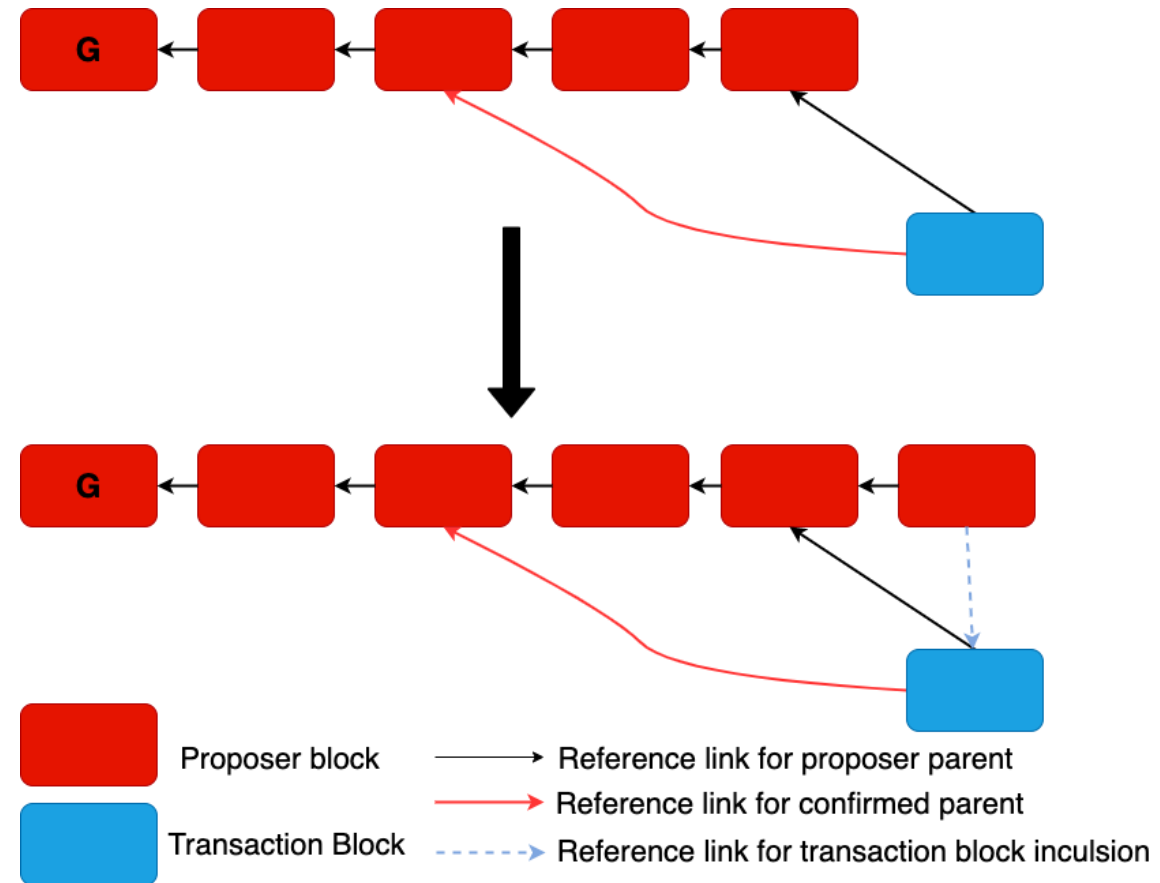 G
G
Proposer block
Reference link for proposer parent
Reference link for confirmed parent
Transaction Block
Reference link for transaction block inculsion